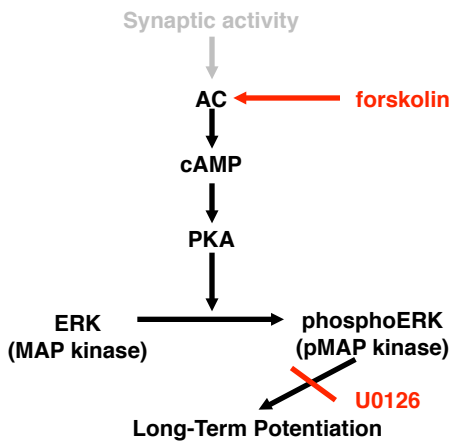 Synaptic activity
AC
forskolin
cAMP
PKA
ERK
(MAP kinase)
phosphoERK
(pMAP kinase)
U0126
Long-Term Potentiation